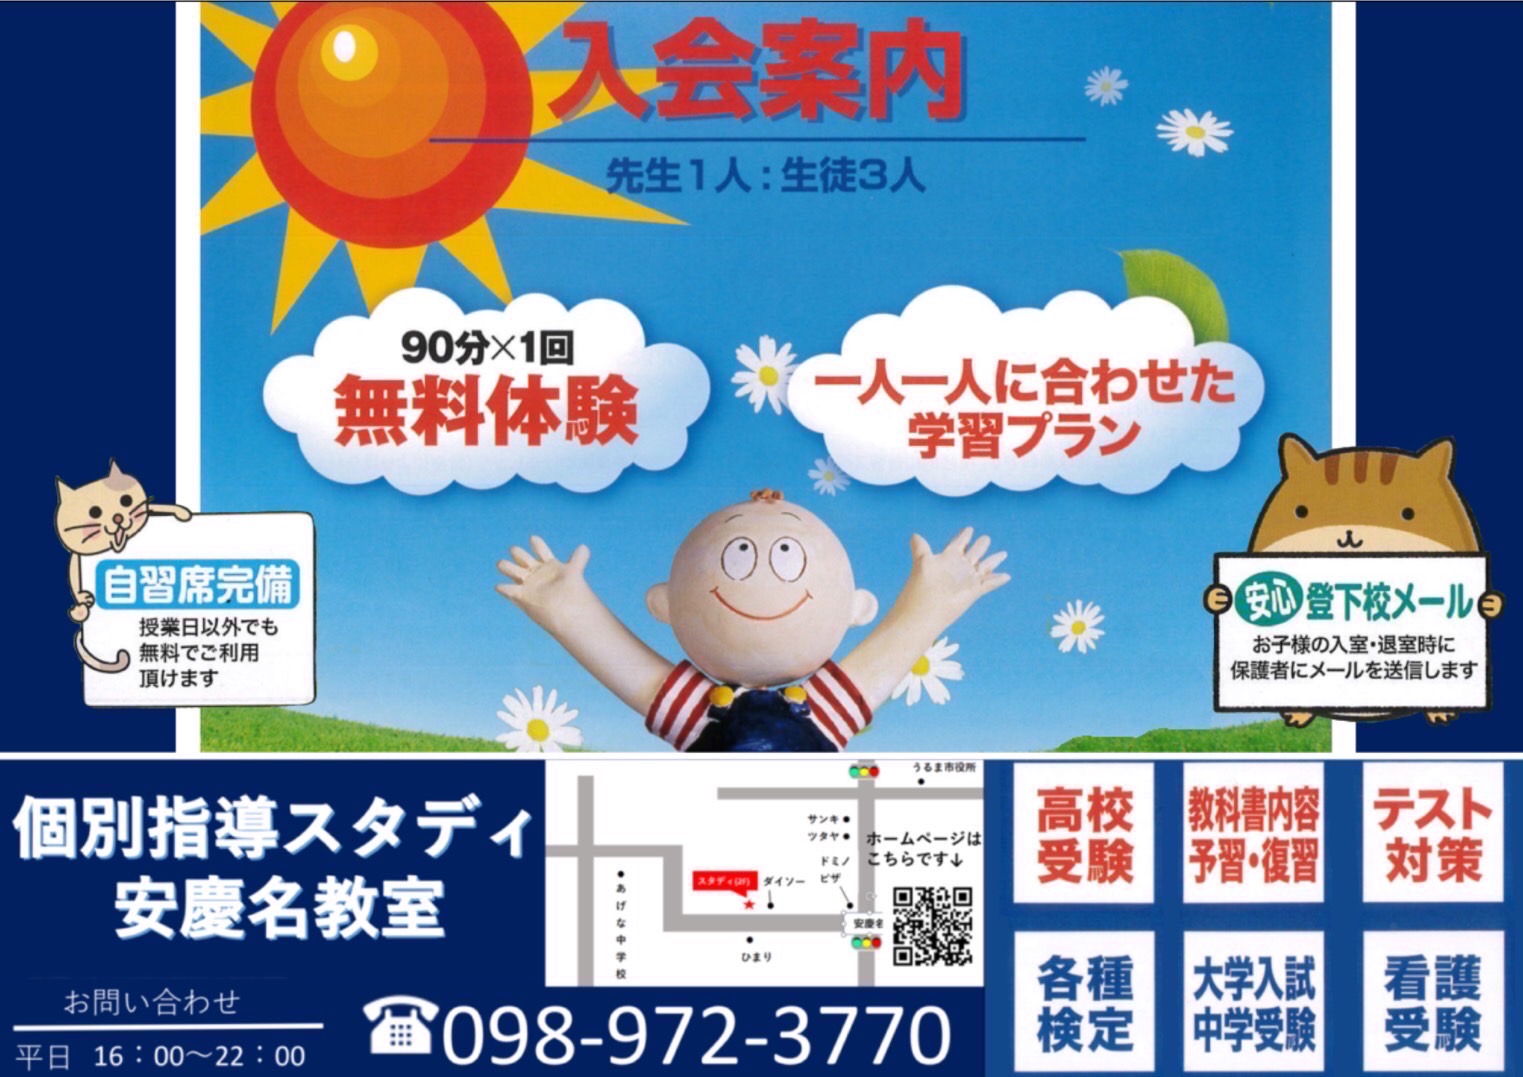 入会案内
先生1人:生徒3人
90分×1回
無料体験
一人一人に合わせた
学習プラン
自習席完備
授業日以外でも
無料でご利用
頂けます
安心 登下校メール
お子様の入室・退室時に
保護者にメールを送信します
個別指導スタディ
安慶名教室
お問い合わせ
平日 16:00～22:00
098-972-3770
うるま市役所
サンキ
ツタヤ
ホームページは
こちらです↓
ドミノ
ピザ
スタディ(2F)
ダイソー
あげな中学校
安慶名
ひまり
高校
受験
教科書内容
予習・復習
テスト
対策
各種
検定
大学入試
中学受験
看護
受験